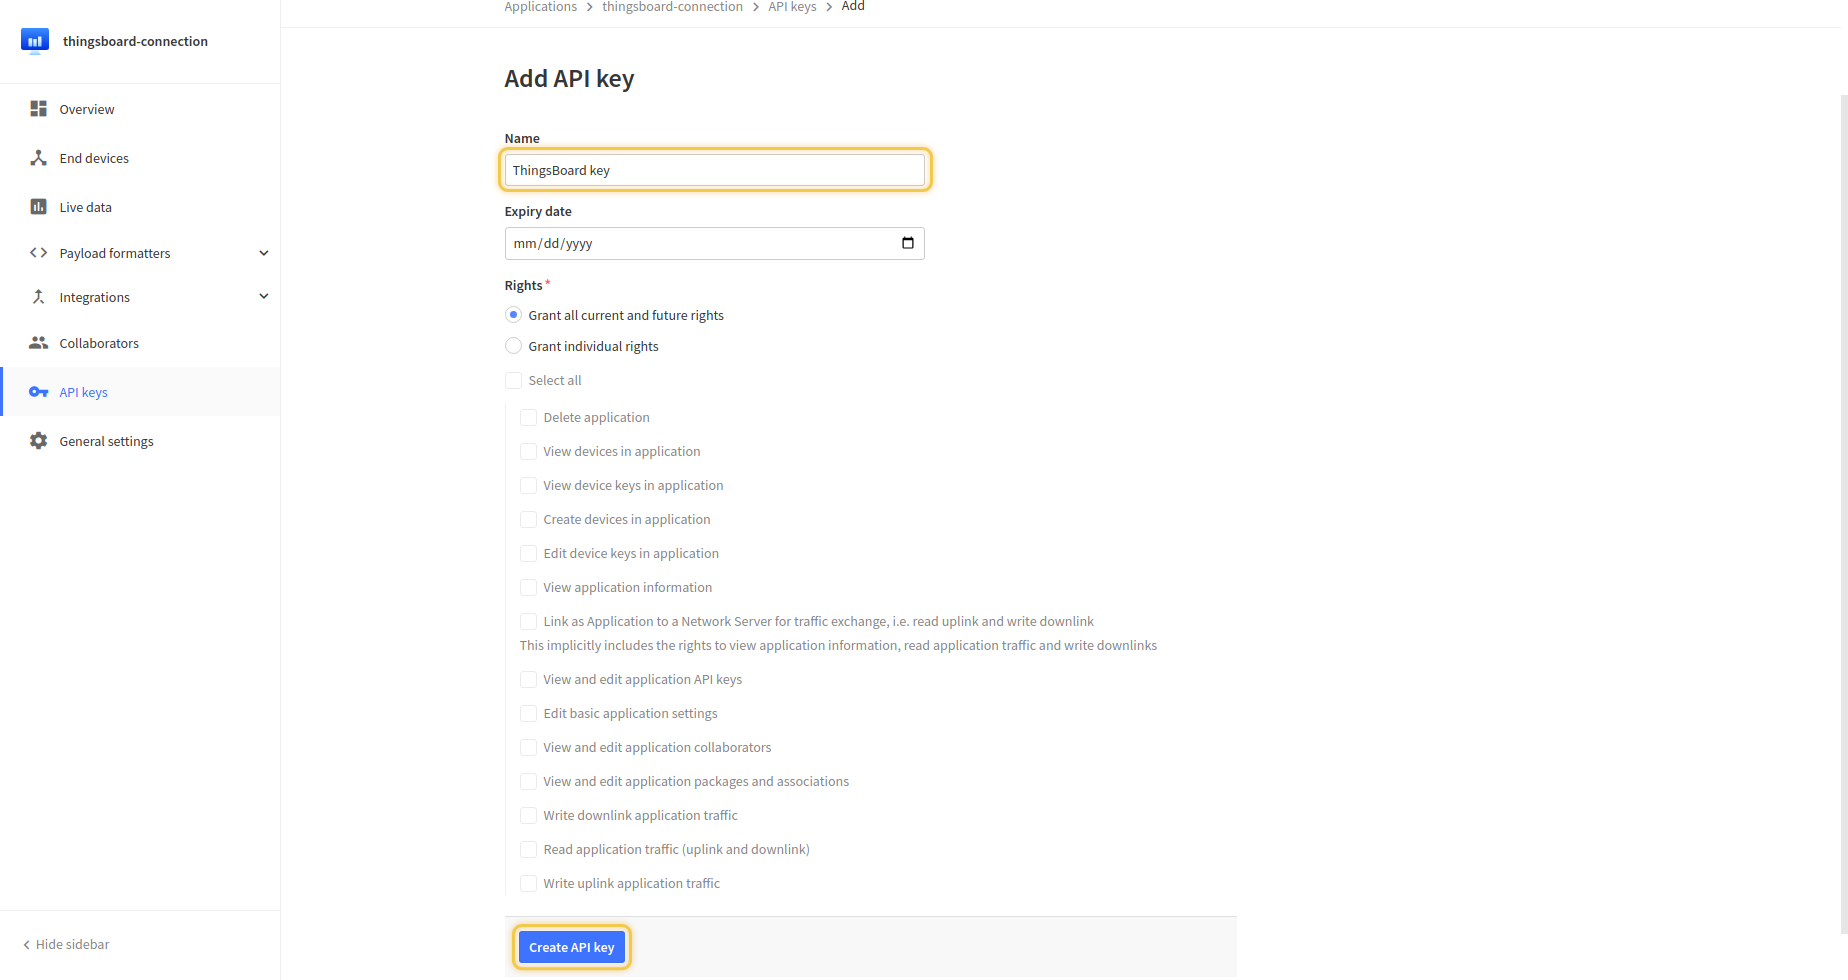 thingsboard-connection
Overview
End devices
Live data
Payload formatters
Integrations
Collaborators
API keys
General settings
Hide sidebar
Applications > thingsboard-connection > API keys > Add
Add API key
Name
ThingsBoard key
Expiry date
mm/dd/yyyy
Rights *
Grant all current and future rights
Grant individual rights
Select all
Delete application
View devices in application
View device keys in application
Create devices in application
Edit device keys in application
View application information
Link as Application to a Network Server for traffic exchange, i.e. read uplink and write downlink
This implicitly includes the rights to view application information, read application traffic and write downlinks
View and edit application API keys
Edit basic application settings
View and edit application collaborators
View and edit application packages and associations
Write downlink application traffic
Read application traffic (uplink and downlink)
Write uplink application traffic
Create API key